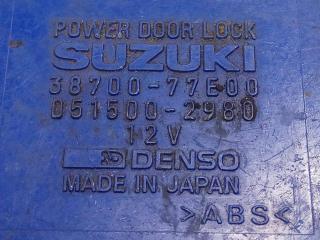 POWER DOOR LOCK
SUZUKI
38700-77E00
051500-2980
12V
DENSO
MADE IN JAPAN
>ABS<